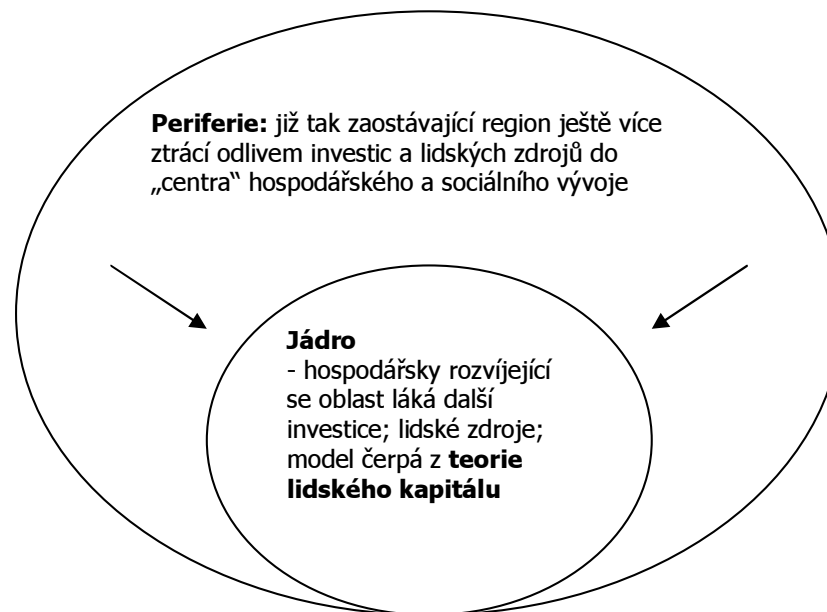 Periferie: již tak zaostávající region ještě více
ztrácí odlivem investic a lidských zdrojů do
„centra“ hospodářského a sociálního vývoje
Jádro
- hospodářsky rozvíjející
se oblast láká další
investice; lidské zdroje;
model čerpá z teorie
lidského kapitálu